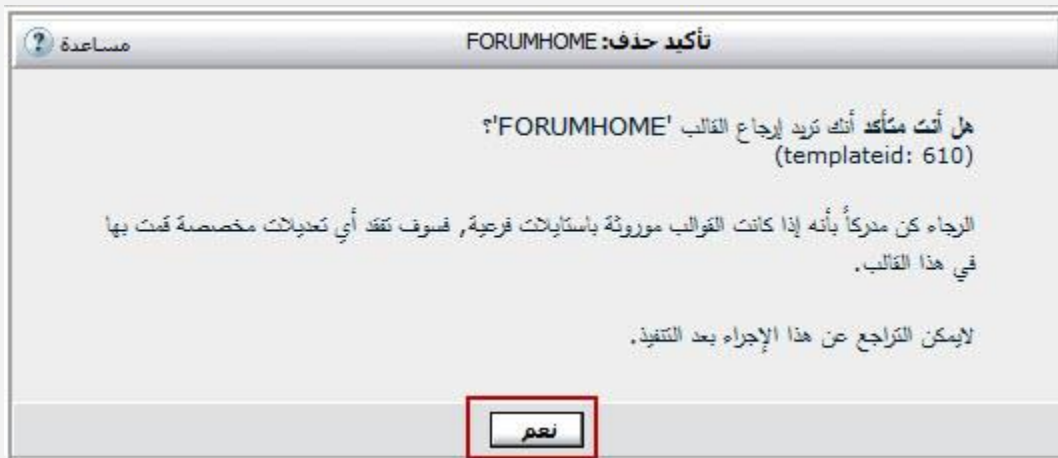 تأكيد حذف: FORUMHOME
مساعدة ?
هل أنت متأكد أنك تريد إرجاع القالب 'FORUMHOME'؟
(templateid: 610)
الرجاء كن مدركاً بأنه إذا كانت القوالب موروثة باستايلات فرعية, فسوف تفقد أي تعديلات مخصصة قمت بها
في هذا القالب.
لايمكن التراجع عن هذا الإجراء بعد التنفيذ.
نعم